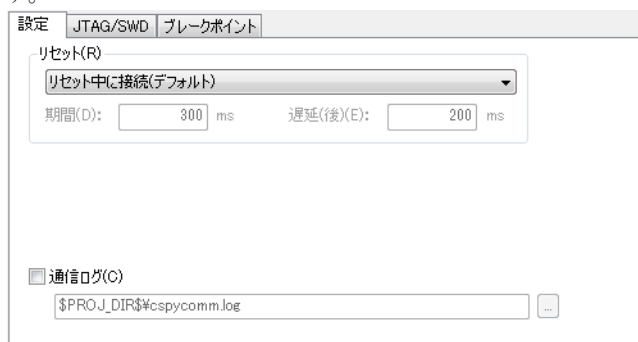 す。
設定 JTAG/SWD ブレークポイント
リセット(R)
リセット中に接続(デフォルト)
期間(D): 300 ms 遅延(後)(E): 200 ms
通信ログ(C)
$PROJ_DIR$¥cspycomm.log
...